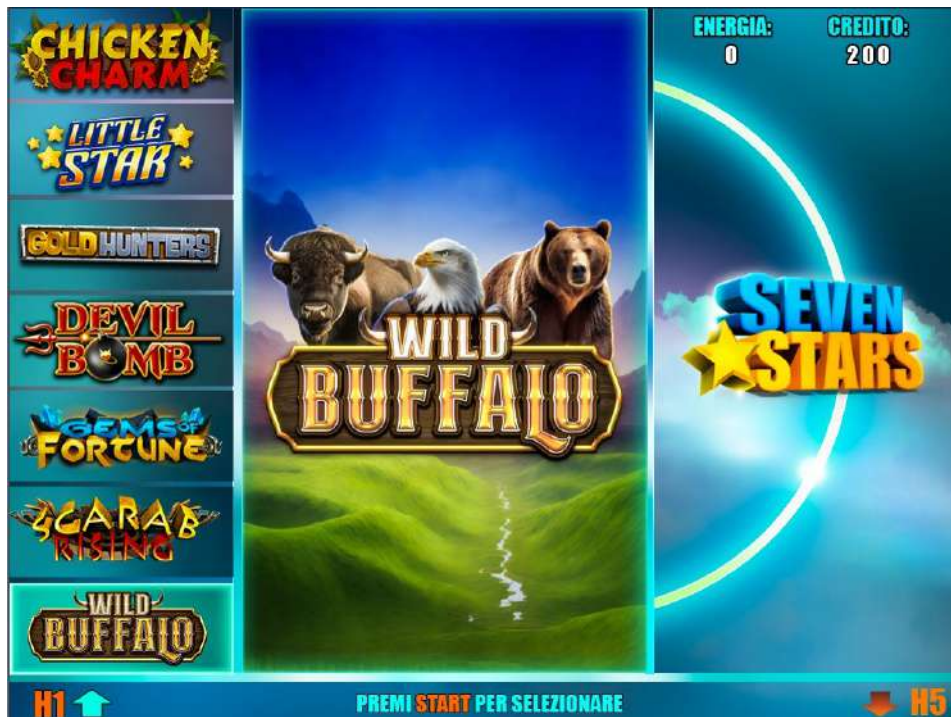 CHICKEN
CHARM
LITTLE
STAR
GOLD HUNTERS
DEVIL
BOMB
GEMS OF
FORTUNE
SCARAB
RISING
WILD
BUFFALO
WILD
BUFFALO
ENERGIA:
0
CREDITO:
200
SEVEN
STARS
H1
PREMI START PER SELEZIONARE
H5